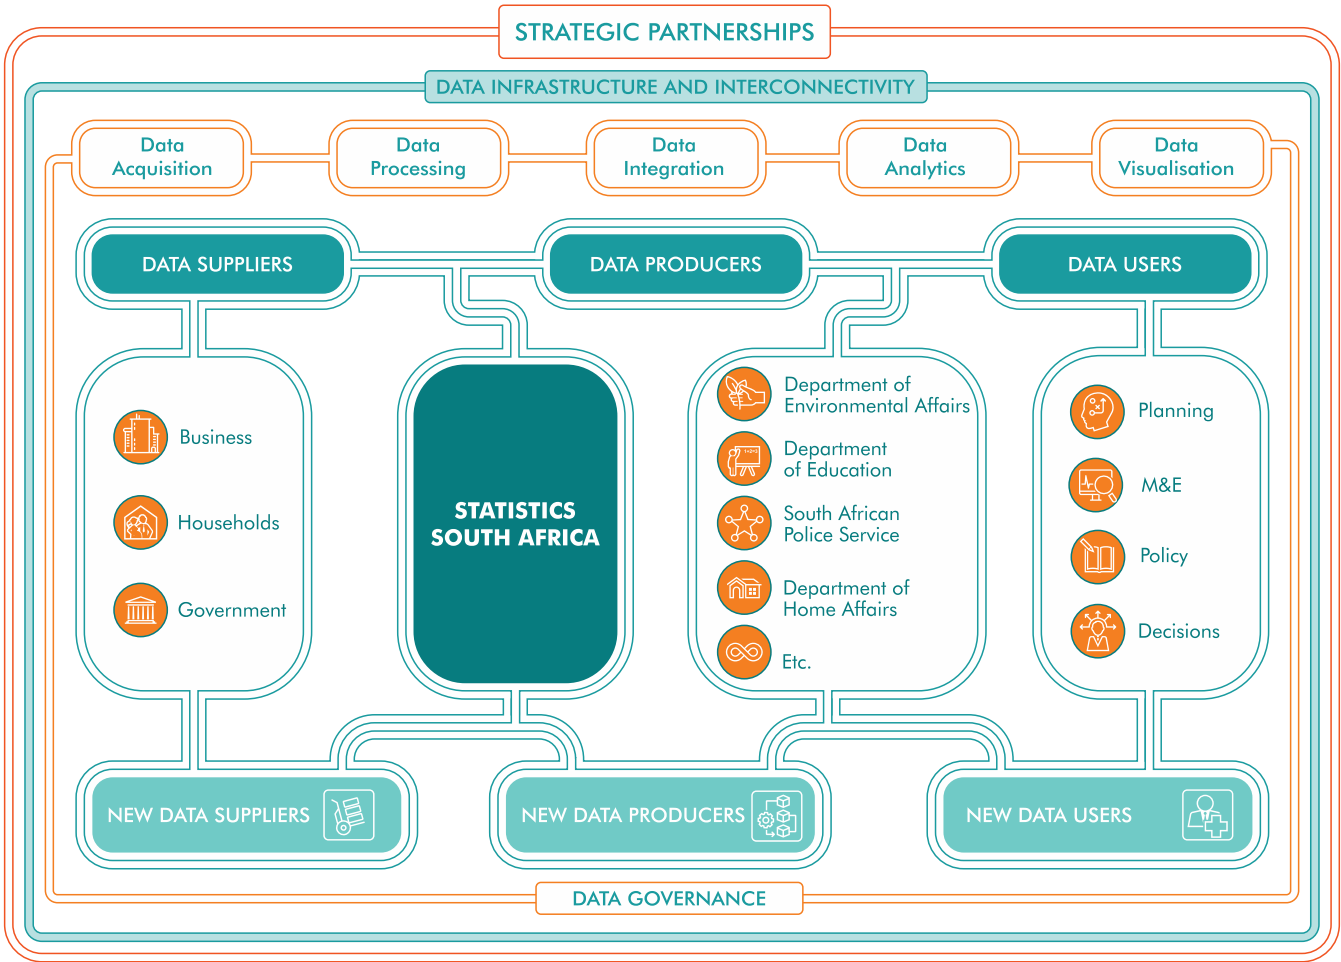 STRATEGIC PARTNERSHIPS
DATA INFRASTRUCTURE AND INTERCONNECTIVITY
Data
Acquisition
Data
Processing
Data
Integration
Data
Analytics
Data
Visualisation
DATA SUPPLIERS
DATA PRODUCERS
DATA USERS
Business
Households
Government
STATISTICS
SOUTH AFRICA
Department of
Environmental Affairs
Department
of Education
South African
Police Service
Department of
Home Affairs
Etc.
Planning
M&E
Policy
Decisions
NEW DATA SUPPLIERS
NEW DATA PRODUCERS
NEW DATA USERS
DATA GOVERNANCE